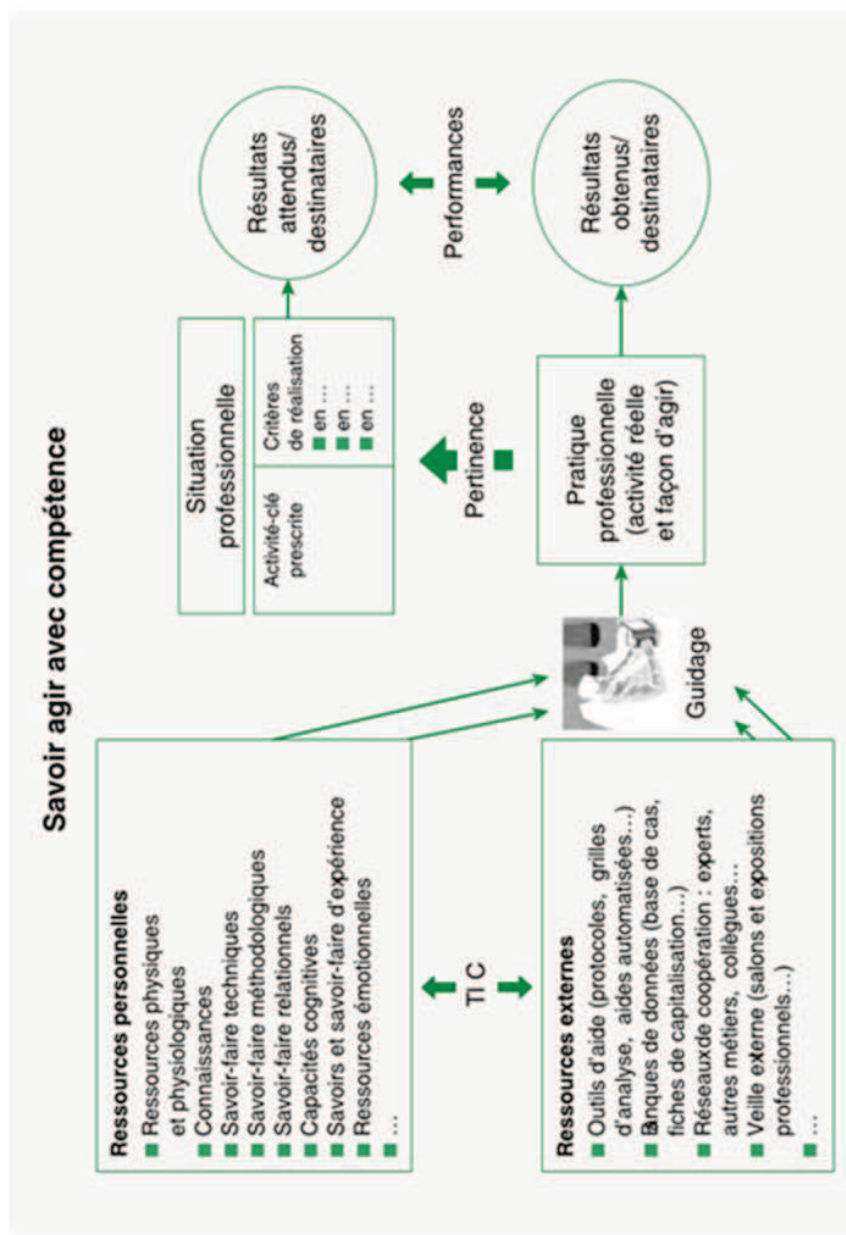 Savoir agir avec compétence
Ressources personnelles
Ressources physiques
et physiologiques
Connaissances
Savoir-faire techniques
Savoir-faire méthodologiques
Savoir-faire relationnels
Capacités cognitives
Savoirs et savoir-faire d'expérience
Ressources émotionnelles
...
TI C
Ressources externes
Outils d'aide (protocoles, grilles
d'analyse, aides automatisées...)
Banques de données (base de cas,
fiches de capitalisation...)
Réseauxde coopération : experts,
autres métiers, collègues...
Veille externe (salons et expositions
professionnels...)
...
Guidage
Situation
professionnelle
Activité-clé
prescrite
Critères
de réalisation
en ...
en ...
en ...
Pertinence
Pratique
professionnelle
(activité réelle
et façon d'agir)
Résultats
attendus/
destinataires
Performances
Résultats
obtenus/
destinataires